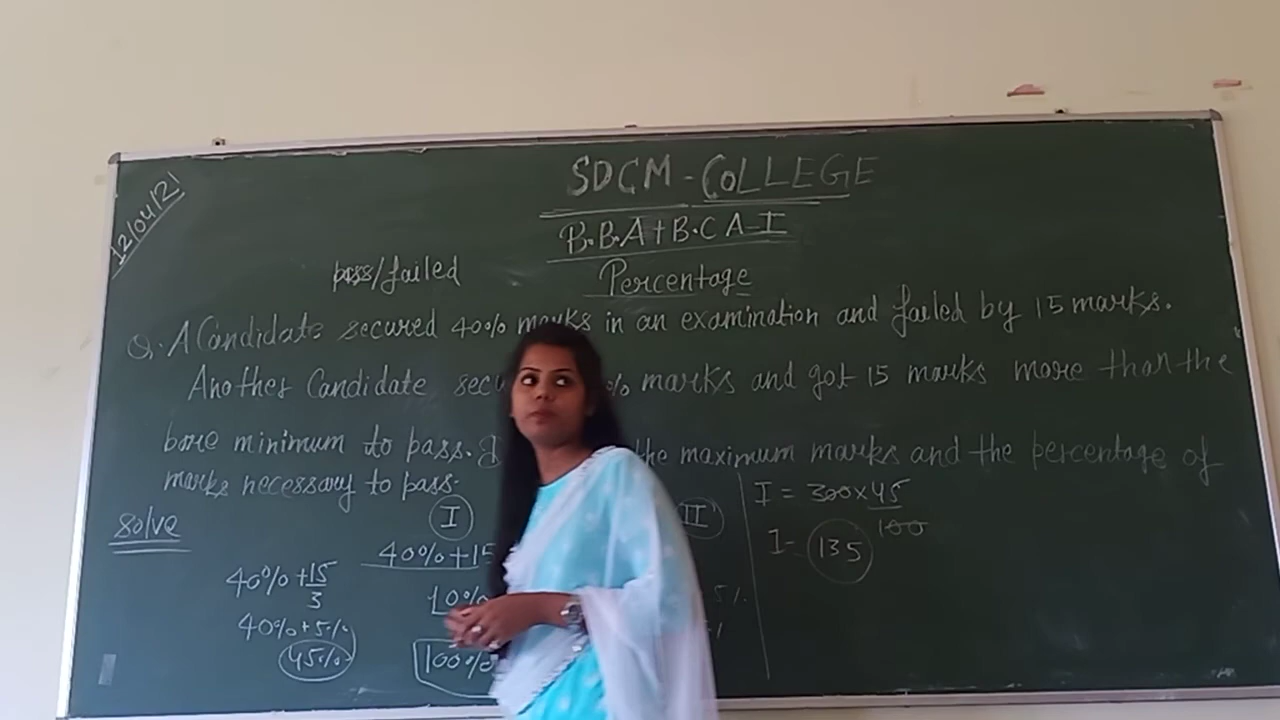 12/04/21
SDCM-COLLEGE
B.B.A+B.C A-I
pass/failed
Percentage
Q. A Candidate secured 40% marks in an examination and failed by 15 marks.
Another Candidate secu % marks and got 15 marks more than the
bare minimum to pass. the maximum marks and the percentage of
marks necessary to pass.
Solve
I
II
40%+15
40%+15/3
10%
40%+5%
45%
100%
I = 300x45/100
I- 135